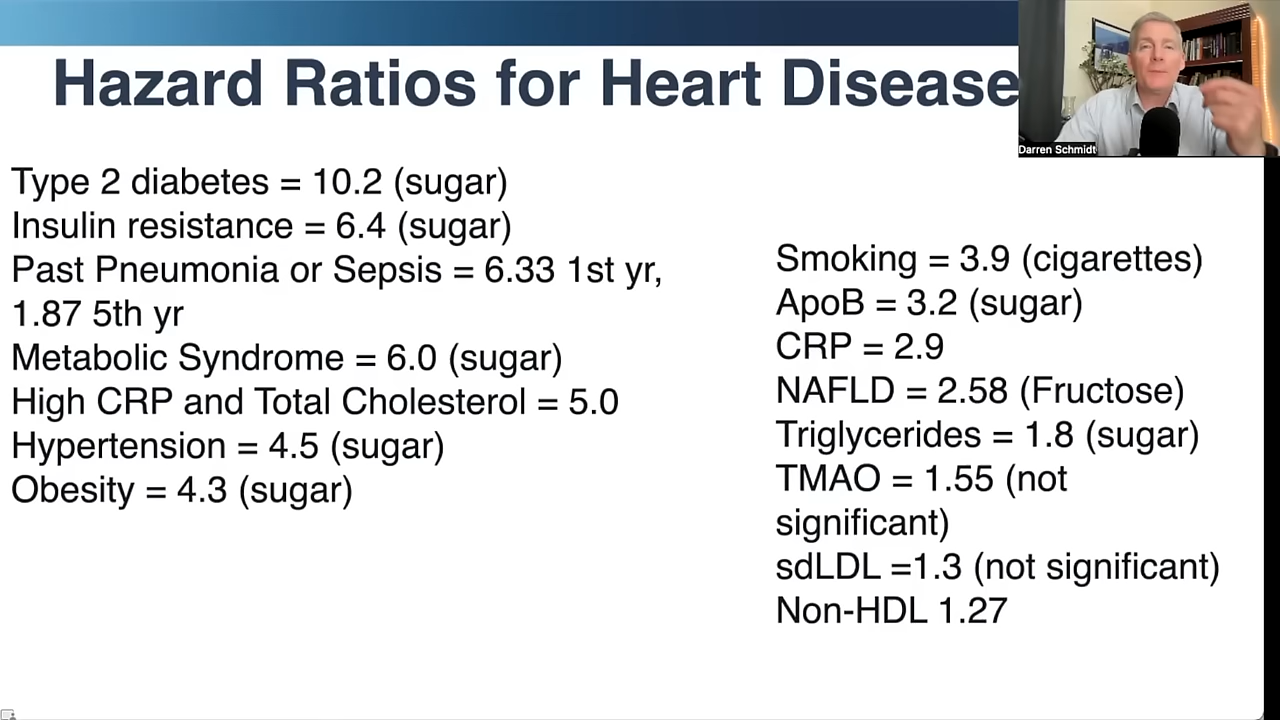 Hazard Ratios for Heart Disease
Darren Schmidt
Type 2 diabetes = 10.2 (sugar)
Insulin resistance = 6.4 (sugar)
Past Pneumonia or Sepsis = 6.33 1st yr,
1.87 5th yr
Metabolic Syndrome = 6.0 (sugar)
High CRP and Total Cholesterol = 5.0
Hypertension = 4.5 (sugar)
Obesity = 4.3 (sugar)
Smoking = 3.9 (cigarettes)
ApoB = 3.2 (sugar)
CRP = 2.9
NAFLD = 2.58 (Fructose)
Triglycerides = 1.8 (sugar)
TMAO = 1.55 (not
significant)
sdLDL =1.3 (not significant)
Non-HDL 1.27